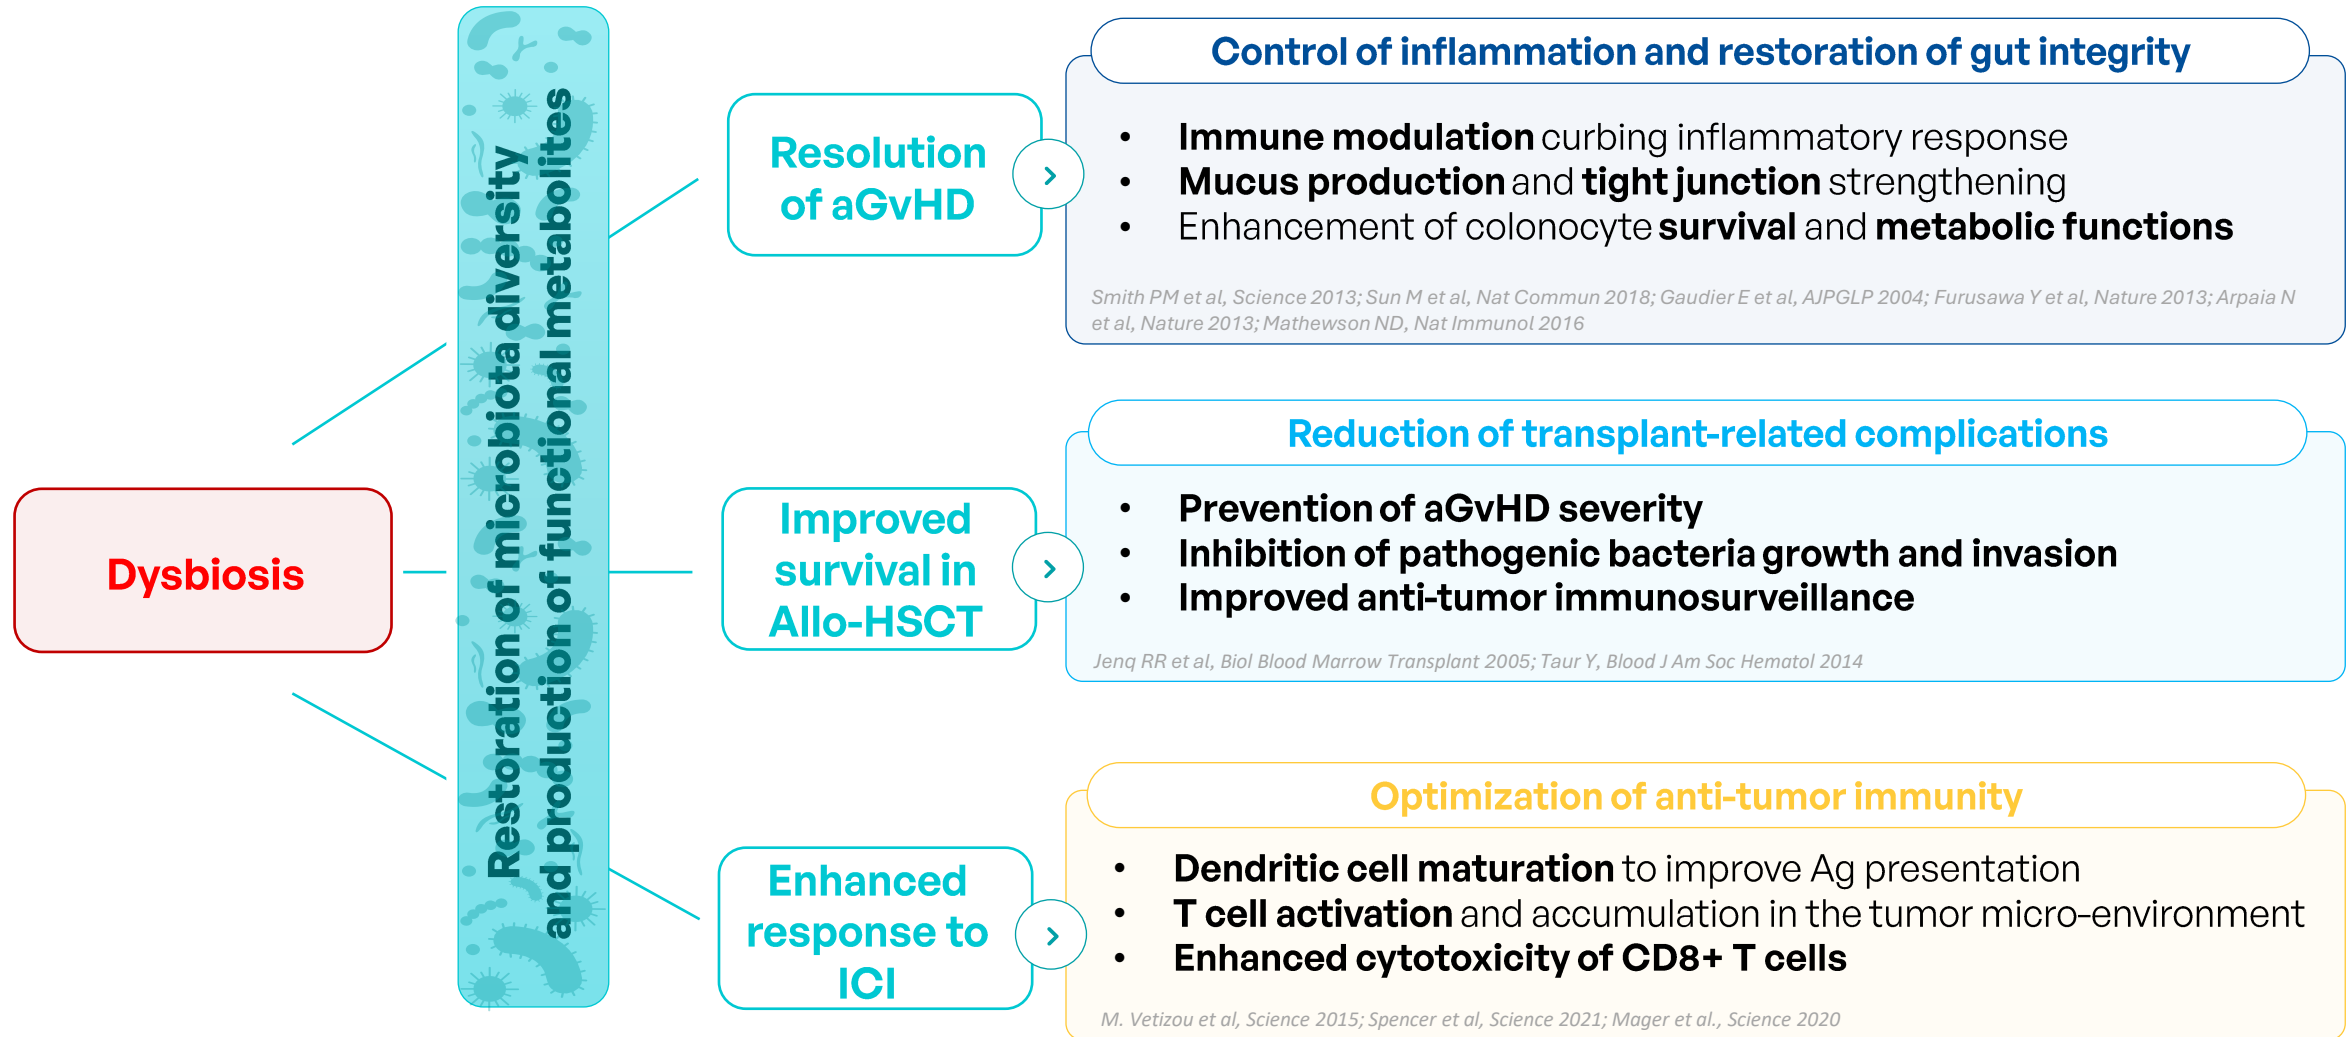 Dysbiosis
Restoration of microbiota diversity
and production of functional metabolites
Resolution
of aGvHD
Control of inflammation and restoration of gut integrity
• Immune modulation curbing inflammatory response
• Mucus production and tight junction strengthening
• Enhancement of colonocyte survival and metabolic functions
Smith PM et al, Science 2013; Sun M et al, Nat Commun 2018; Gaudier E et al, AJPGLP 2004; Furusawa Y et al, Nature 2013; Arpaia N
et al, Nature 2013; Mathewson ND, Nat Immunol 2016
Improved
survival in
Allo-HSCT
Reduction of transplant-related complications
• Prevention of aGvHD severity
• Inhibition of pathogenic bacteria growth and invasion
• Improved anti-tumor immunosurveillance
Jenq RR et al, Biol Blood Marrow Transplant 2005; Taur Y, Blood J Am Soc Hematol 2014
Enhanced
response to
ICI
Optimization of anti-tumor immunity
• Dendritic cell maturation to improve Ag presentation
• T cell activation and accumulation in the tumor micro-environment
• Enhanced cytotoxicity of CD8+ T cells
M. Vetizou et al, Science 2015; Spencer et al, Science 2021; Mager et al., Science 2020